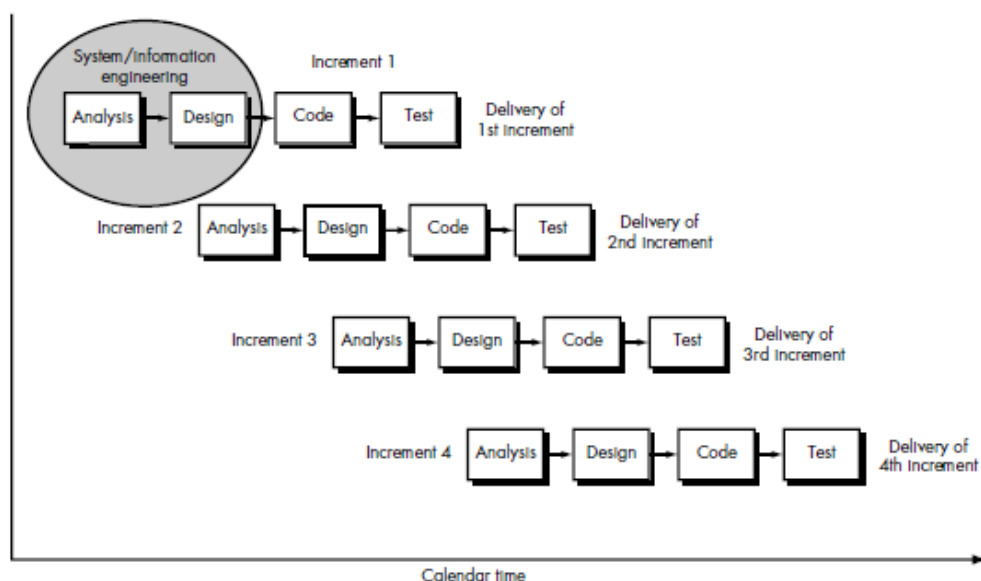 System/information
engineering
Increment 1
Analysis
Design
Code
Test
Delivery of
1st increment
Increment 2
Analysis
Design
Code
Test
Delivery of
2nd increment
Increment 3
Analysis
Design
Code
Test
Delivery of
3rd increment
Increment 4
Analysis
Design
Code
Test
Delivery of
4th increment
Calendar time